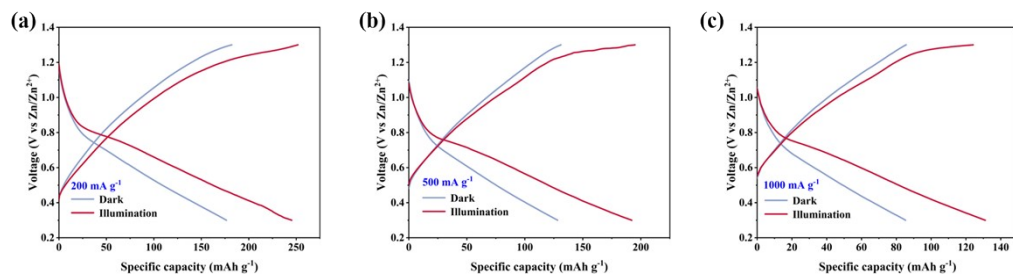 (a)
1.4
1.2
1.0
0.8
0.6
0.4
0.2
Voltage (V vs Zn/Zn²⁺)
200 mA g⁻¹
Dark
Illumination
0 50 100 150 200 250
Specific capacity (mAh g⁻¹)
(b)
1.4
1.2
1.0
0.8
0.6
0.4
0.2
Voltage (V vs Zn/Zn²⁺)
500 mA g⁻¹
Dark
Illumination
0 50 100 150 200
Specific capacity (mAh g⁻¹)
(c)
1.4
1.2
1.0
0.8
0.6
0.4
0.2
Voltage (V vs Zn/Zn²⁺)
1000 mA g⁻¹
Dark
Illumination
0 20 40 60 80 100 120 140
Specific capacity (mAh g⁻¹)